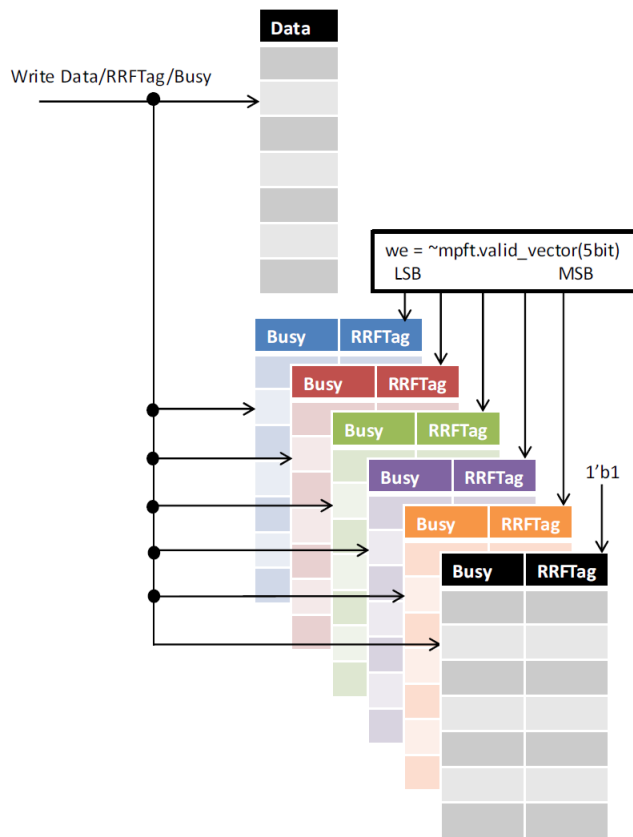 Data
Write Data/RRFTag/Busy
we = ~mpft.valid_vector(5bit)
LSB MSB
Busy RRFTag
Busy RRFTag
Busy RRFTag
Busy RRFTag
1'b1
Busy RRFTag
Busy RRFTag